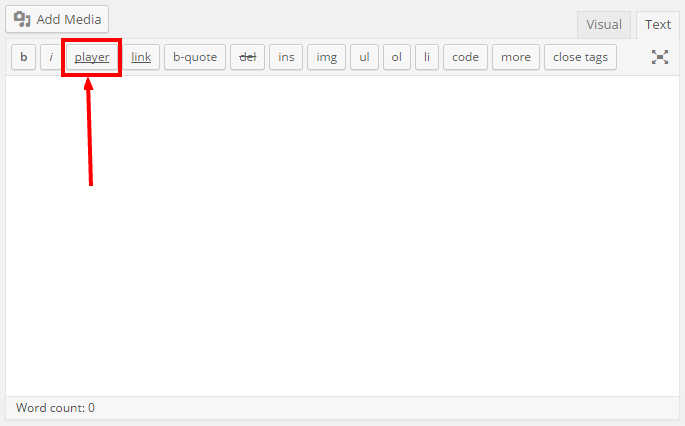 Add Media
Visual Text
b i player link b-quote del ins img ul ol li code more close tags
Word count: 0